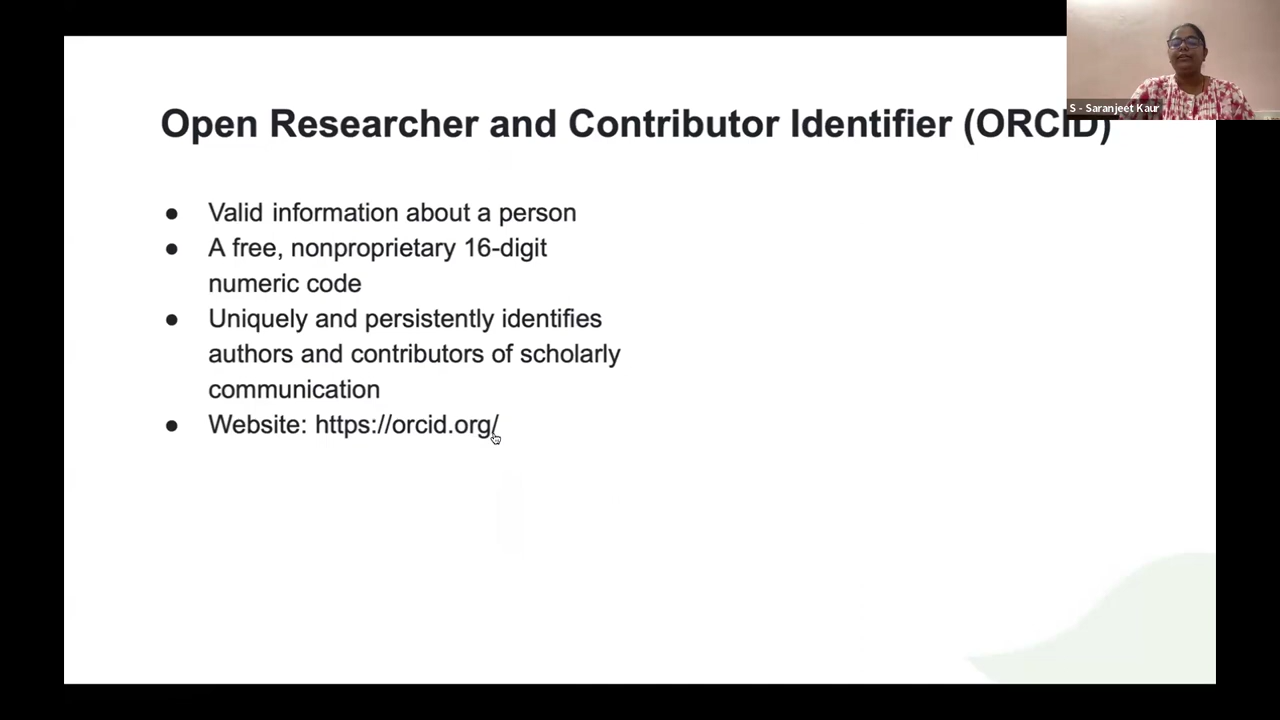 S - Saranjeet Kaur
Open Researcher and Contributor Identifier (ORCID)
● Valid information about a person
● A free, nonproprietary 16-digit
numeric code
● Uniquely and persistently identifies
authors and contributors of scholarly
communication
● Website: https://orcid.org/